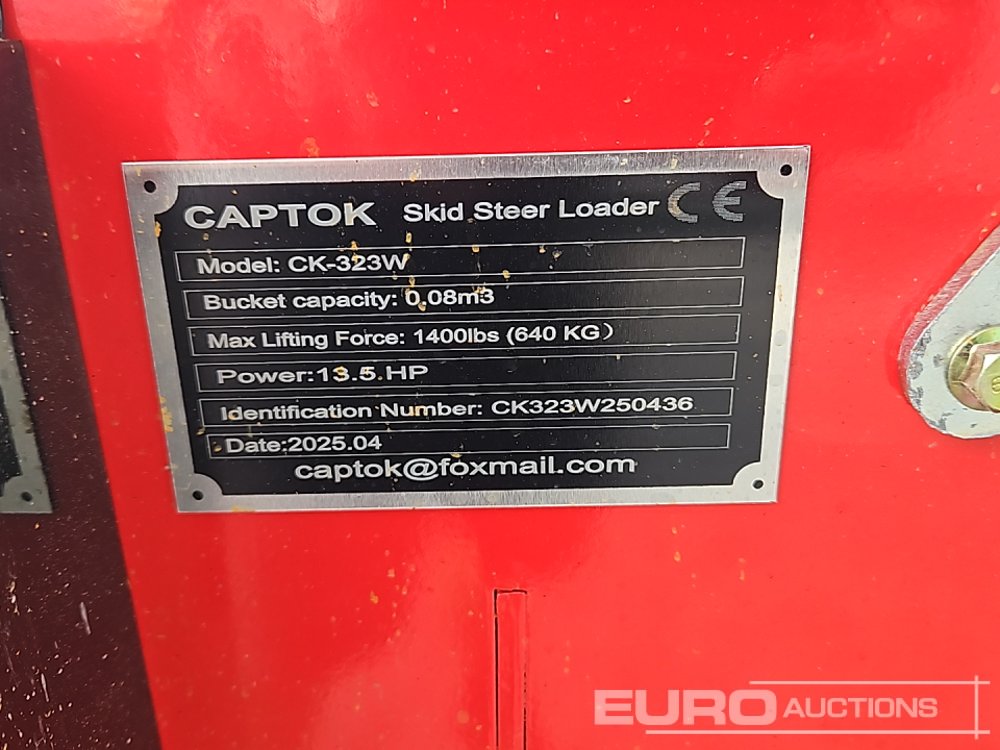 CAPTOK Skid Steer Loader CE
Model: CK-323W
Bucket capacity: 0.08m3
Max Lifting Force: 1400lbs (640 KG)
Power:13.5 HP
Identification Number: CK323W250436
Date:2025.04
captok@foxmail.com
EURO AUCTIONS